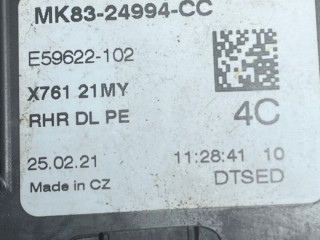 MK83-24994-CC
E59622-102
X761 21MY
RHR DL PE
4C
25.02.21 11:28:41 10
Made in CZ DTSED